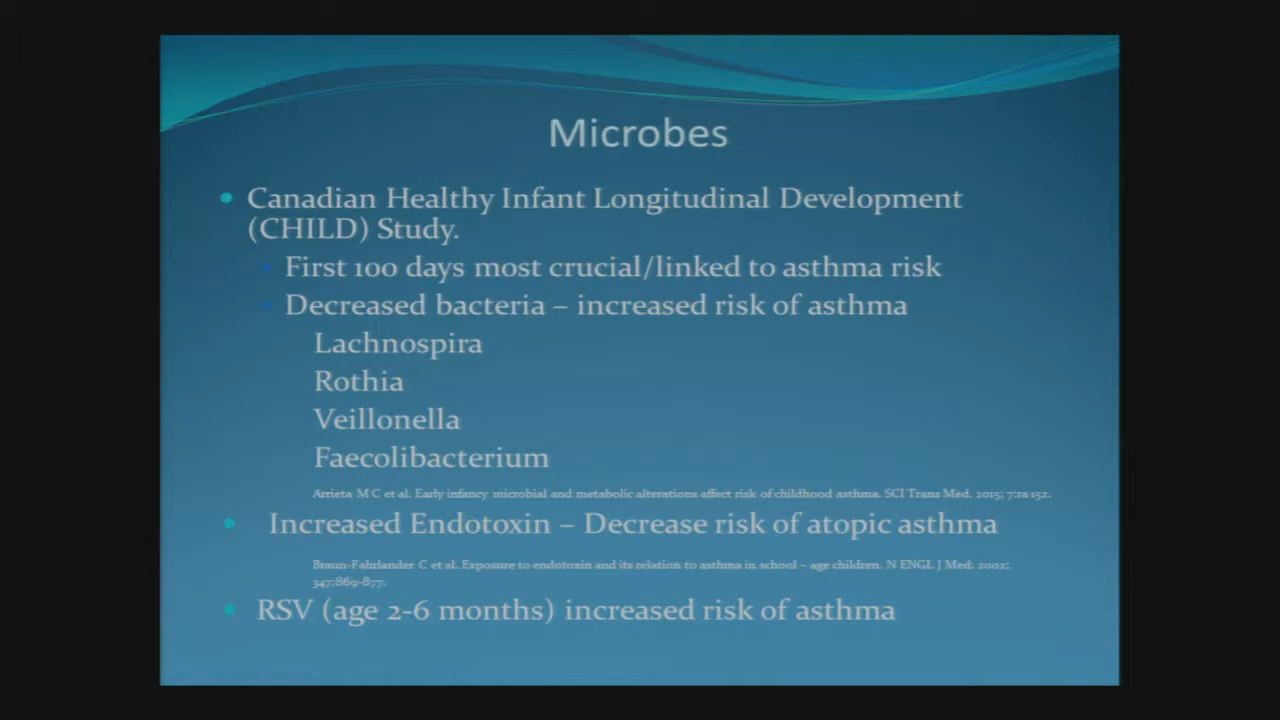 Microbes
Canadian Healthy Infant Longitudinal Development
(CHILD) Study.
First 100 days most crucial/linked to asthma risk
Decreased bacteria – increased risk of asthma
Lachnospira
Rothia
Veillonella
Faecolibacterium
Arrieta M C et al. Early infancy microbial and metabolic alterations affect risk of childhood asthma. SCI Trans Med. 2015; 7:ra 152.
Increased Endotoxin – Decrease risk of atopic asthma
Braun-Fahrlander C et al. Exposure to endotoxin and its relation to asthma in school – age children. N ENGL J Med. 2002;
347:869-877.
RSV (age 2-6 months) increased risk of asthma